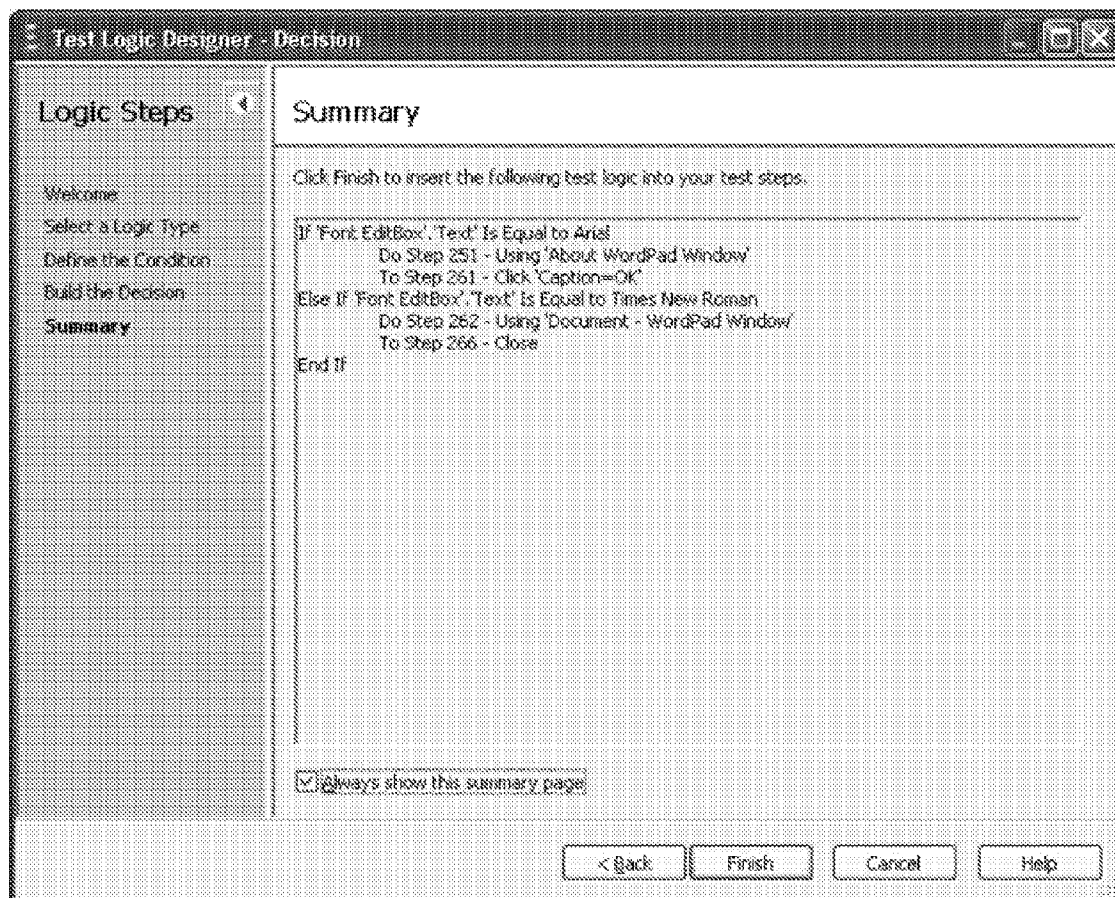 Test Logic Designer - Decision
Logic Steps
Welcome
Select a Logic Type
Define the Condition
Build the Decision
Summary
Summary
Click Finish to insert the following test logic into your test steps.
If 'Font EditBox'.'Text' Is Equal to Arial
Do Step 251 - Using 'About WordPad Window'
To Step 261 - Click 'Caption=OK'
Else If 'Font EditBox'.'Text' Is Equal to Times New Roman
Do Step 262 - Using 'Document - WordPad Window'
To Step 266 - Close
End If
Always show this summary page
< Back
Finish
Cancel
Help